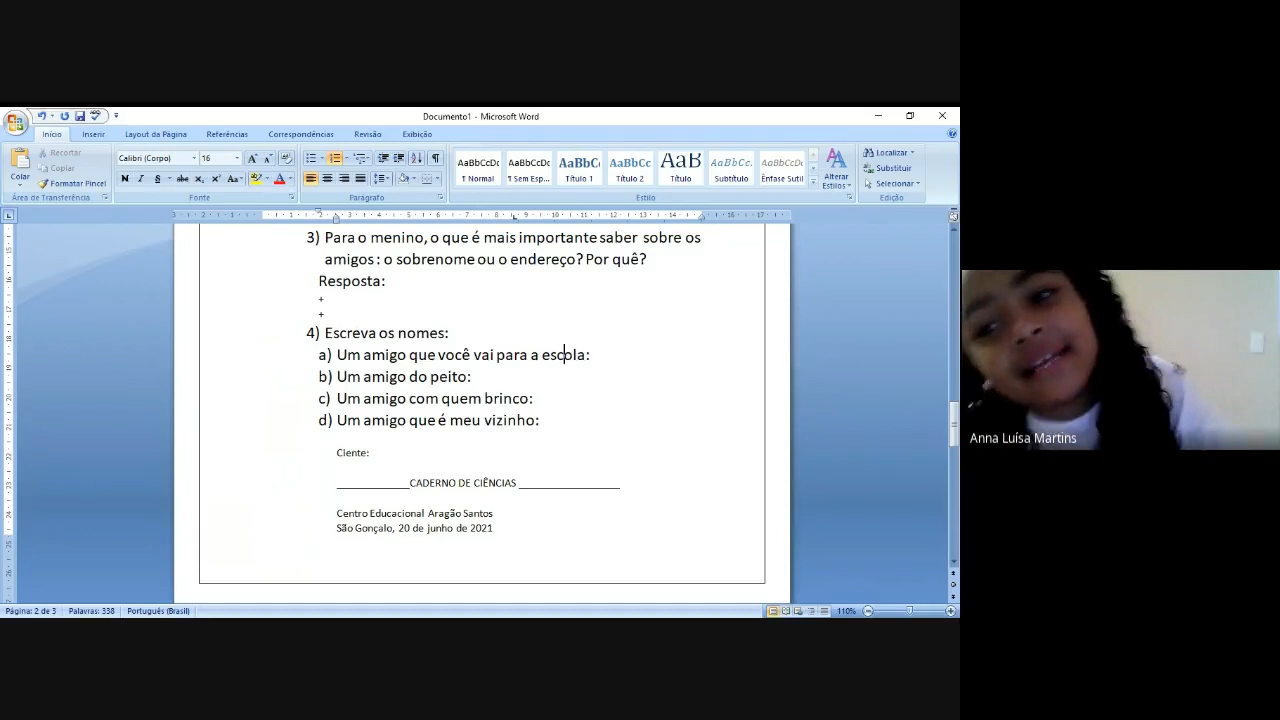 Documento1 - Microsoft Word
Início Inserir Layout da Página Referências Correspondências Revisão Exibição
Colar
Recortar
Copiar
Formatar Pincel
Área de Transferência
Calibri (Corpo) 16
N I S abc X₂ X² Aa
Fonte
Parágrafo
AaBbCcDc AaBbCcDc AaBbC AaBbCc AaB AaBbCc. AaBbCcDc
¶ Normal ¶ Sem Esp... Título 1 Título 2 Título Subtítulo Ênfase Sutil
Alterar Estilos
Estilo
Localizar
Substituir
Selecionar
Edição
3) Para o menino, o que é mais importante saber sobre os
amigos : o sobrenome ou o endereço? Por quê?
Resposta:
+
+
4) Escreva os nomes:
a) Um amigo que você vai para a escola:
b) Um amigo do peito:
c) Um amigo com quem brinco:
d) Um amigo que é meu vizinho:
Ciente:
_____________CADERNO DE CIÊNCIAS __________________
Centro Educacional Aragão Santos
São Gonçalo, 20 de junho de 2021
Página: 2 de 3 Palavras: 338 Português (Brasil) 110%
Anna Luísa Martins